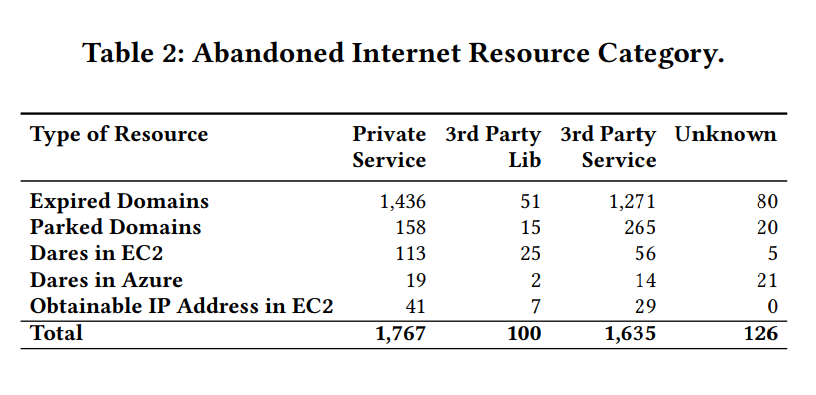 Table 2: Abandoned Internet Resource Category.
Type of Resource Private Service 3rd Party Lib 3rd Party Service Unknown
Expired Domains 1,436 51 1,271 80
Parked Domains 158 15 265 20
Dares in EC2 113 25 56 5
Dares in Azure 19 2 14 21
Obtainable IP Address in EC2 41 7 29 0
Total 1,767 100 1,635 126